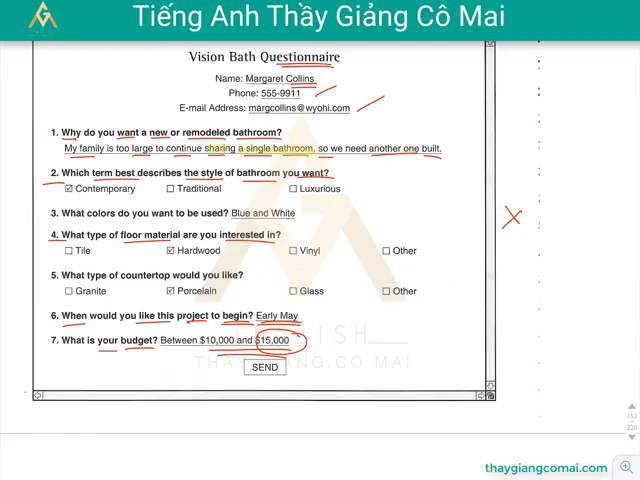 Tiếng Anh Thầy Giảng Cô Mai
Vision Bath Questionnaire
Name: Margaret Collins
Phone: 555-9911
E-mail Address: margcollins@wyohi.com
1. Why do you want a new or remodeled bathroom?
My family is too large to continue sharing a single bathroom, so we need another one built.
2. Which term best describes the style of bathroom you want?
☑ Contemporary ☐ Traditional ☐ Luxurious
3. What colors do you want to be used? Blue and White
4. What type of floor material are you interested in?
☐ Tile ☑ Hardwood ☐ Vinyl ☐ Other
5. What type of countertop would you like?
☐ Granite ☑ Porcelain ☐ Glass ☐ Other
6. When would you like this project to begin? Early May
7. What is your budget? Between $10,000 and $15,000
THAYGIANG.CÔ MAI
SEND
153
220
thaygiangcomai.com